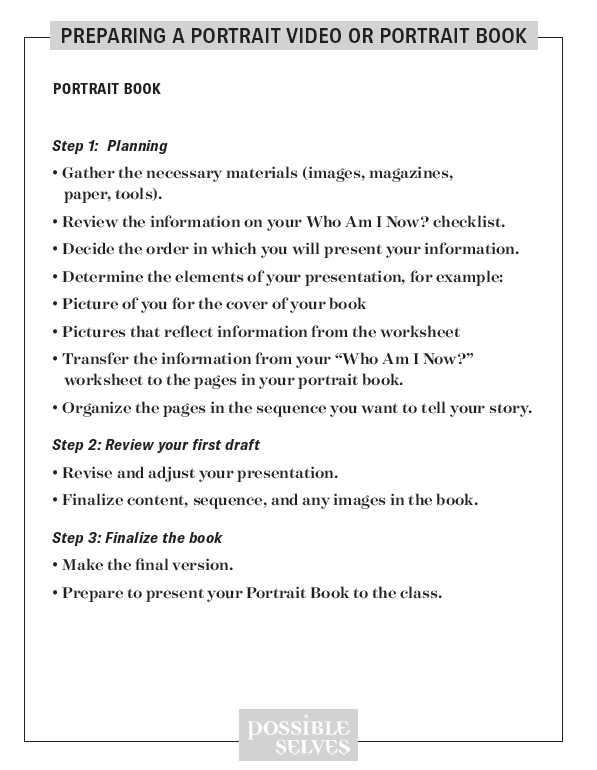 PREPARING A PORTRAIT VIDEO OR PORTRAIT BOOK
PORTRAIT BOOK
Step 1: Planning
• Gather the necessary materials (images, magazines,
paper, tools).
• Review the information on your Who Am I Now? checklist.
• Decide the order in which you will present your information.
• Determine the elements of your presentation, for example:
• Picture of you for the cover of your book
• Pictures that reflect information from the worksheet
• Transfer the information from your “Who Am I Now?”
worksheet to the pages in your portrait book.
• Organize the pages in the sequence you want to tell your story.
Step 2: Review your first draft
• Revise and adjust your presentation.
• Finalize content, sequence, and any images in the book.
Step 3: Finalize the book
• Make the final version.
• Prepare to present your Portrait Book to the class.
POSSIBLE
SELVES